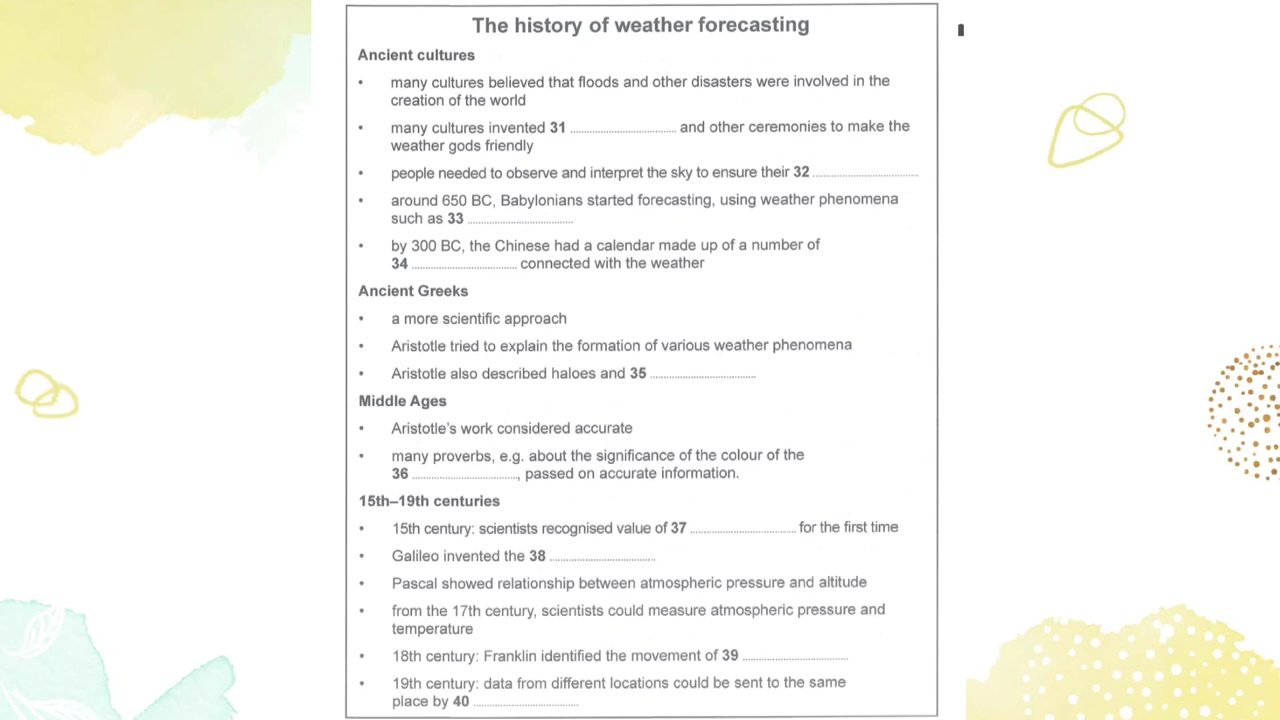 The history of weather forecasting
Ancient cultures
• many cultures believed that floods and other disasters were involved in the
creation of the world
• many cultures invented 31 .................................... and other ceremonies to make the
weather gods friendly
• people needed to observe and interpret the sky to ensure their 32 ....................................
• around 650 BC, Babylonians started forecasting, using weather phenomena
such as 33 ....................................
• by 300 BC, the Chinese had a calendar made up of a number of
34 .................................... connected with the weather
Ancient Greeks
• a more scientific approach
• Aristotle tried to explain the formation of various weather phenomena
• Aristotle also described haloes and 35 ....................................
Middle Ages
• Aristotle's work considered accurate
• many proverbs, e.g. about the significance of the colour of the
36 ...................................., passed on accurate information.
15th–19th centuries
• 15th century: scientists recognised value of 37 .................................... for the first time
• Galileo invented the 38 ....................................
• Pascal showed relationship between atmospheric pressure and altitude
• from the 17th century, scientists could measure atmospheric pressure and
temperature
• 18th century: Franklin identified the movement of 39 ....................................
• 19th century: data from different locations could be sent to the same
place by 40 ....................................